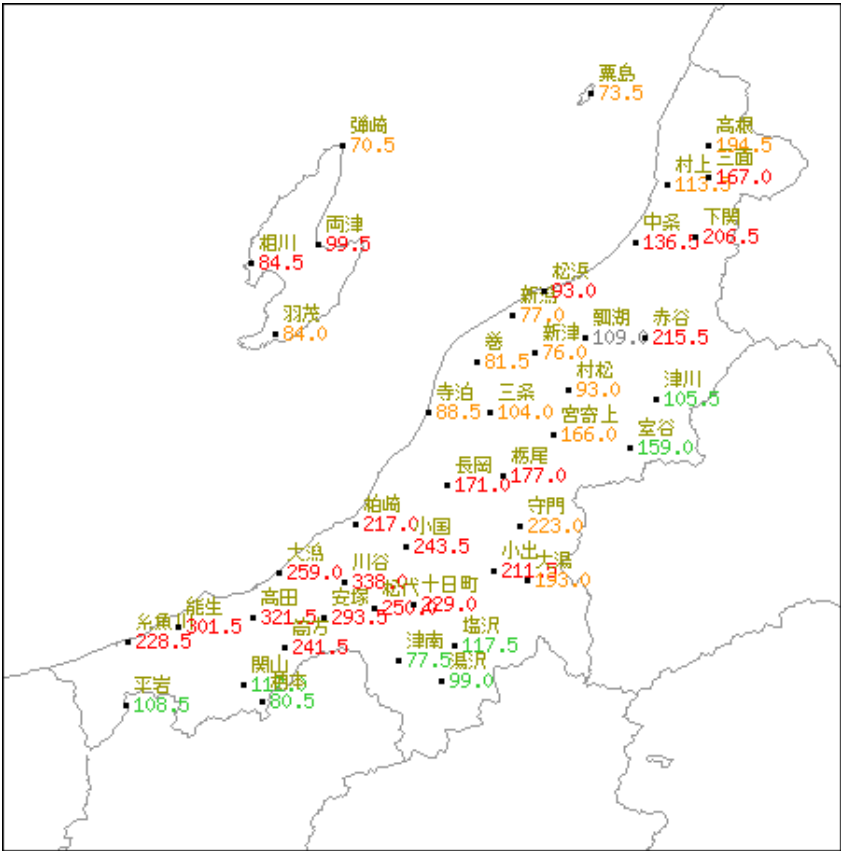 粟島
73.5
弾崎
70.5
高根
194.5
三面
167.0
村上
113.5
両津
99.5
中条
136.5
下関
206.5
相川
84.5
松浜
93.0
新潟
77.0
羽茂
84.0
瓢湖
109.0
赤谷
215.5
新津
76.0
巻
81.5
村松
93.0
津川
105.5
寺泊
88.5
三条
104.0
宮寄上
166.0
室谷
159.0
栃尾
177.0
長岡
171.0
柏崎
217.0
守門
223.0
小国
243.5
大潟
259.0
川谷
338.0
小出
211.5
大湯
193.0
能生
301.5
高田
321.5
安塚
293.5
松代
250.0
十日町
229.0
糸魚川
228.5
241.5
塩沢
117.5
津南
77.5
湯沢
99.0
関山
80.5
平岩
108.5